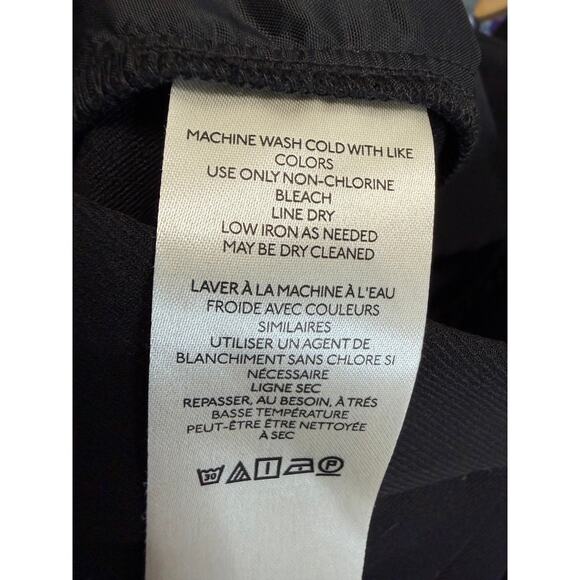 MACHINE WASH COLD WITH LIKE
COLORS
USE ONLY NON-CHLORINE
BLEACH
LINE DRY
LOW IRON AS NEEDED
MAY BE DRY CLEANED
LAVER À LA MACHINE À L'EAU
FROIDE AVEC COULEURS
SIMILAIRES
UTILISER UN AGENT DE
BLANCHIMENT SANS CHLORE SI
NÉCESSAIRE
LIGNE SEC
REPASSER, AU BESOIN, À TRÉS
BASSE TEMPÉRATURE
PEUT-ÊTRE ÊTRE NETTOYÉE
À SEC
30 P